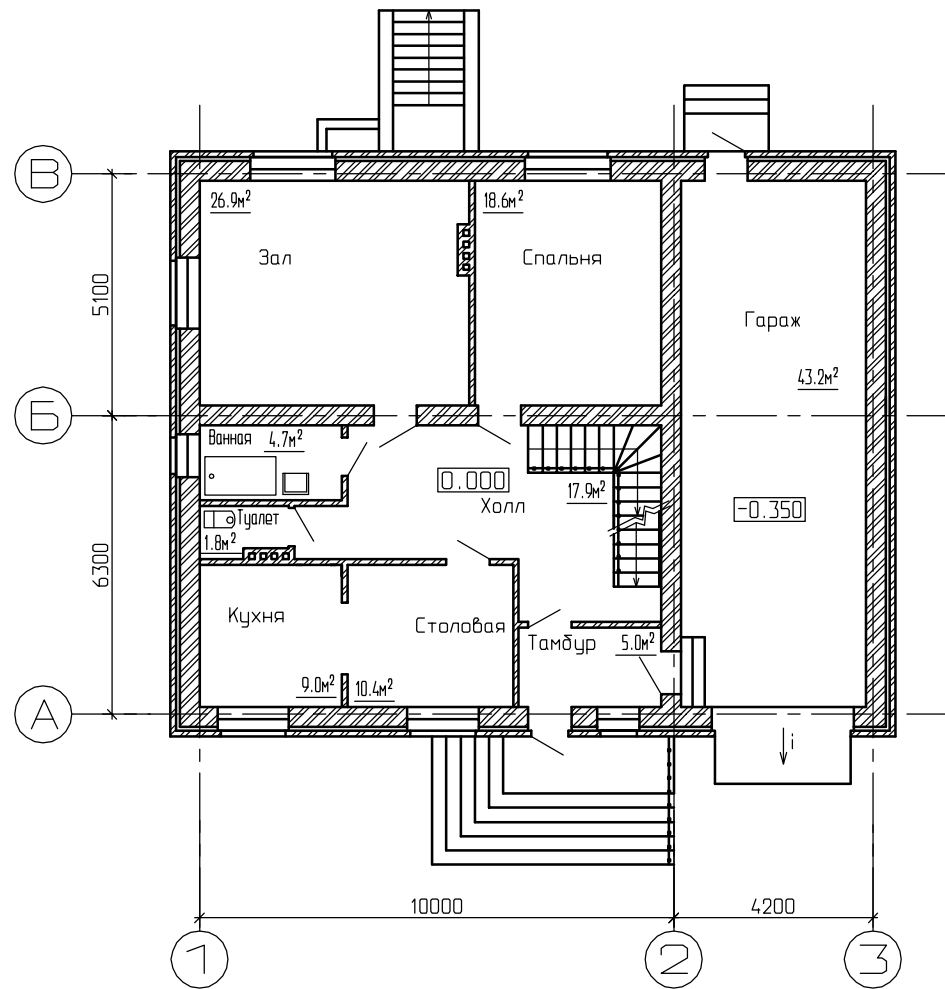 В
26.9м²
18.6м²
Зал
Спальня
5100
Гараж
43.2м²
Б
Ванная
4.7м²
0.000
17.9м²
Холл
-0.350
Туалет
1.8м²
6300
Кухня
Столовая
Тамбур
5.0м²
9.0м²
10.4м²
А
i
10000
4200
1
2
3